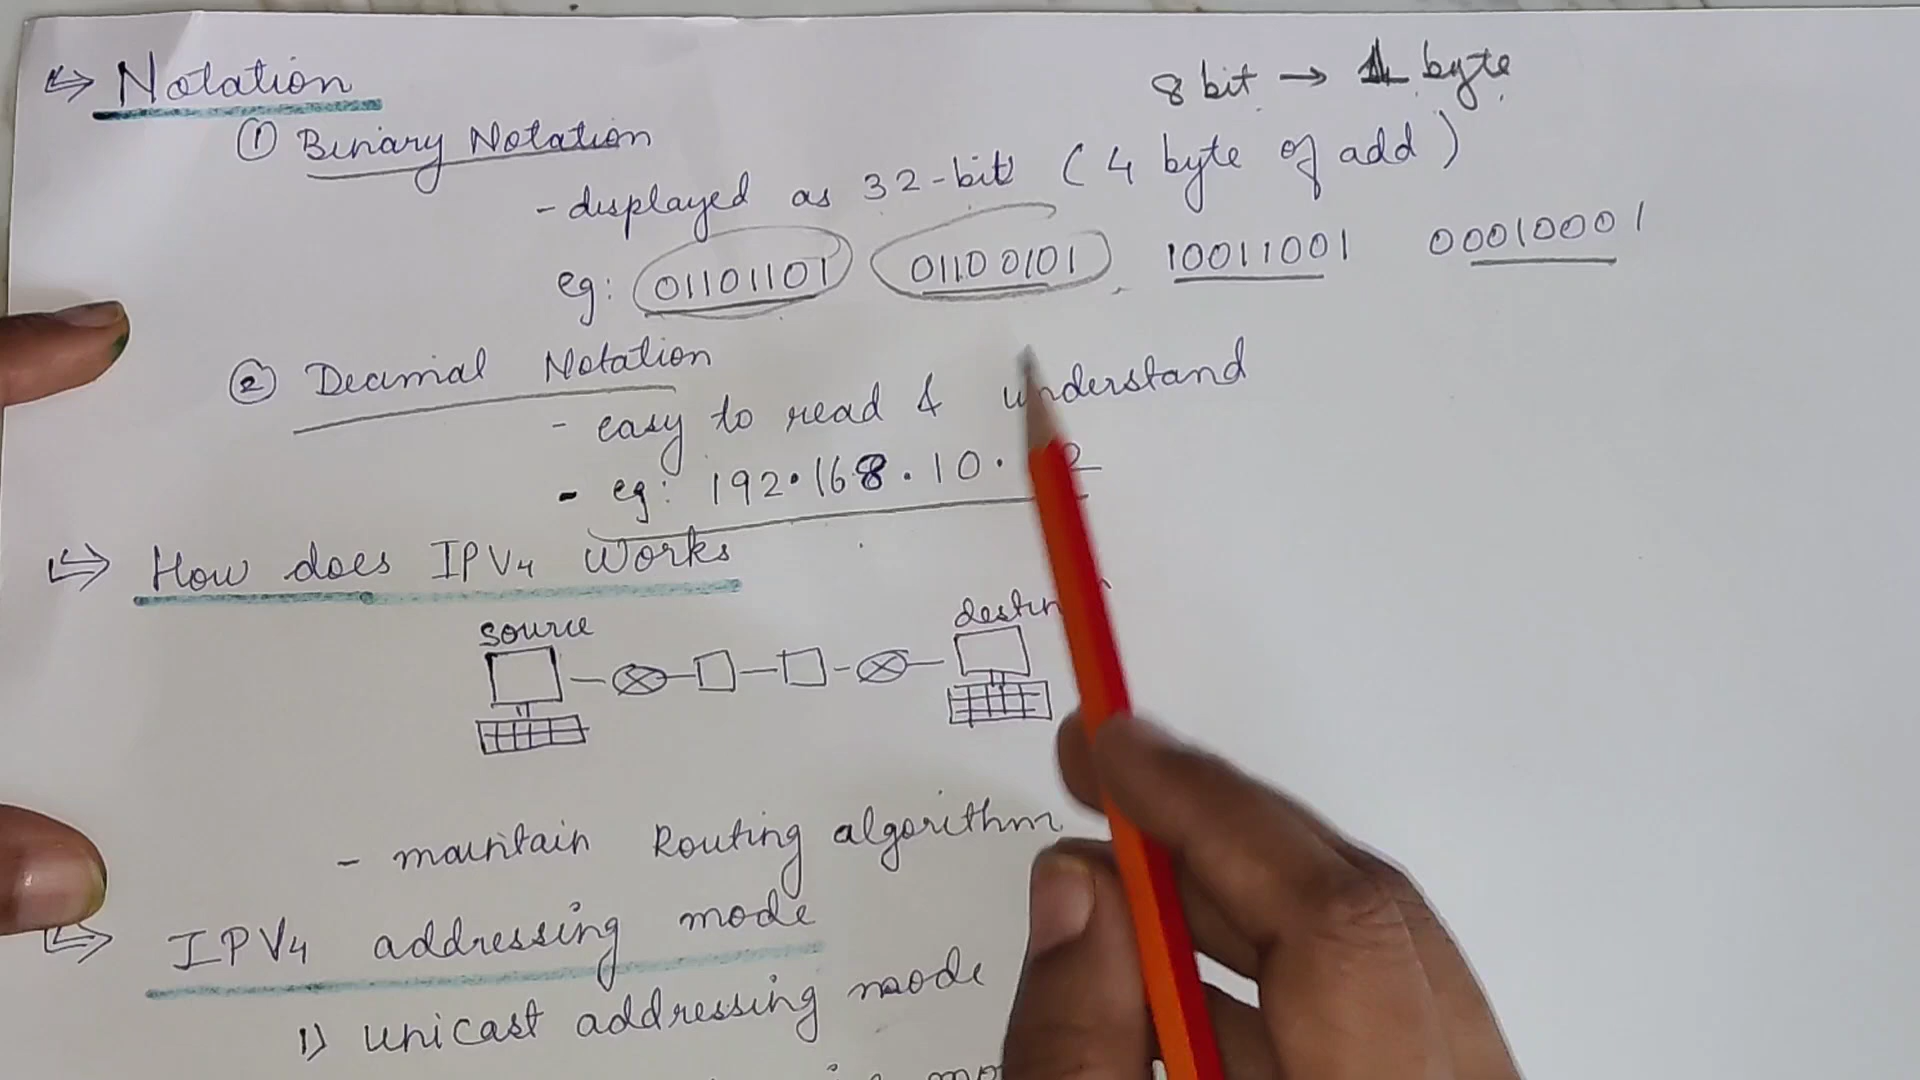 ↳> Notation
8 bit → 1 byte
① Binary Notation
- displayed as 32-bit (4 byte of add)
eg: 01101101 01100101 10011001 00010001
② Decimal Notation
- easy to read & understand
- eg: 192.168.10.
↳> How does IPV4 Works
source
- maintain Routing algorithm
↳> IPV4 addressing mode
1) unicast addressing mode